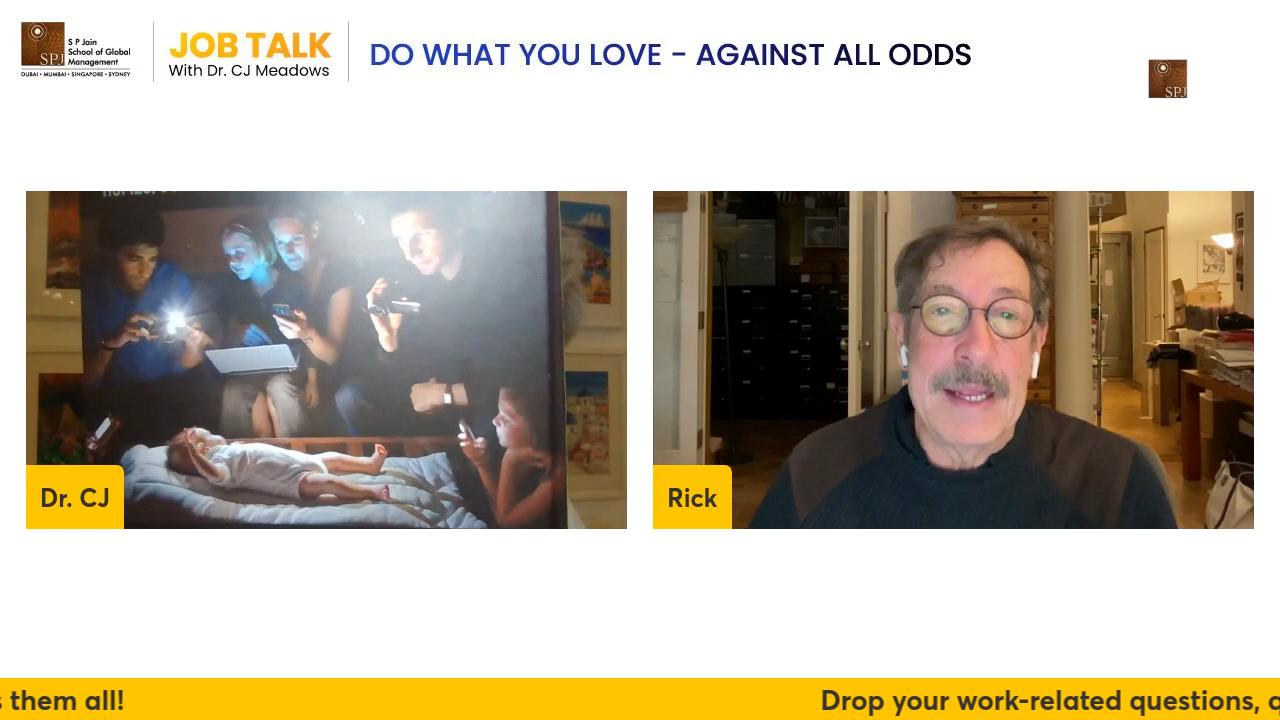 S P Jain
School of Global
Management
SPJ
DUBAI • MUMBAI • SINGAPORE • SYDNEY
JOB TALK
With Dr. CJ Meadows
DO WHAT YOU LOVE – AGAINST ALL ODDS
SPJ
Dr. CJ
Rick
them all!
Drop your work-related questions,